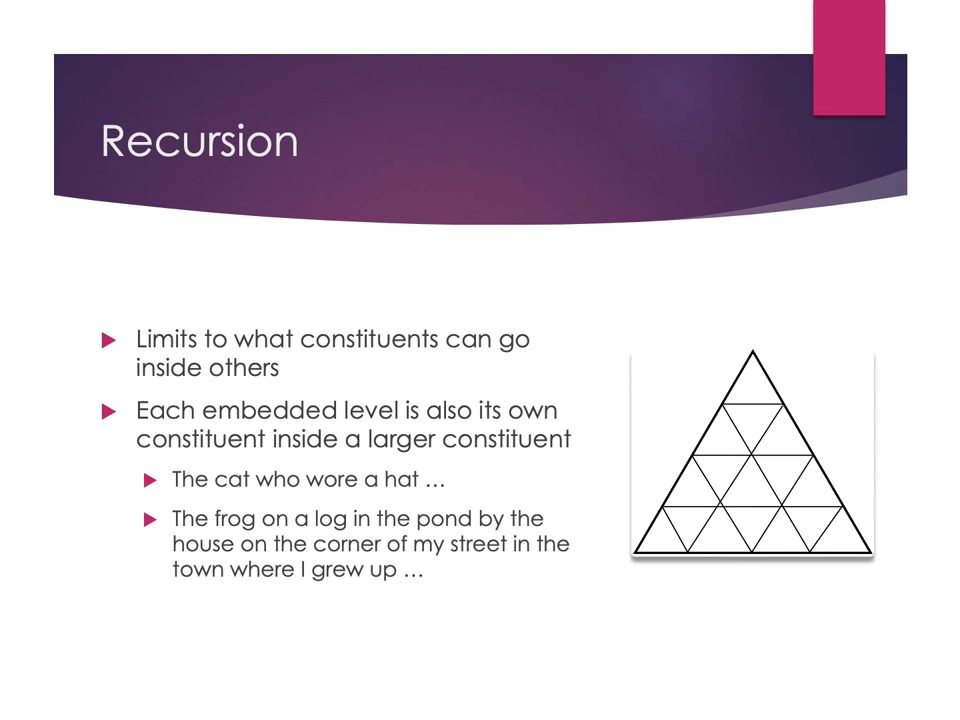 Recursion
Limits to what constituents can go
inside others
Each embedded level is also its own
constituent inside a larger constituent
The cat who wore a hat …
The frog on a log in the pond by the
house on the corner of my street in the
town where I grew up …